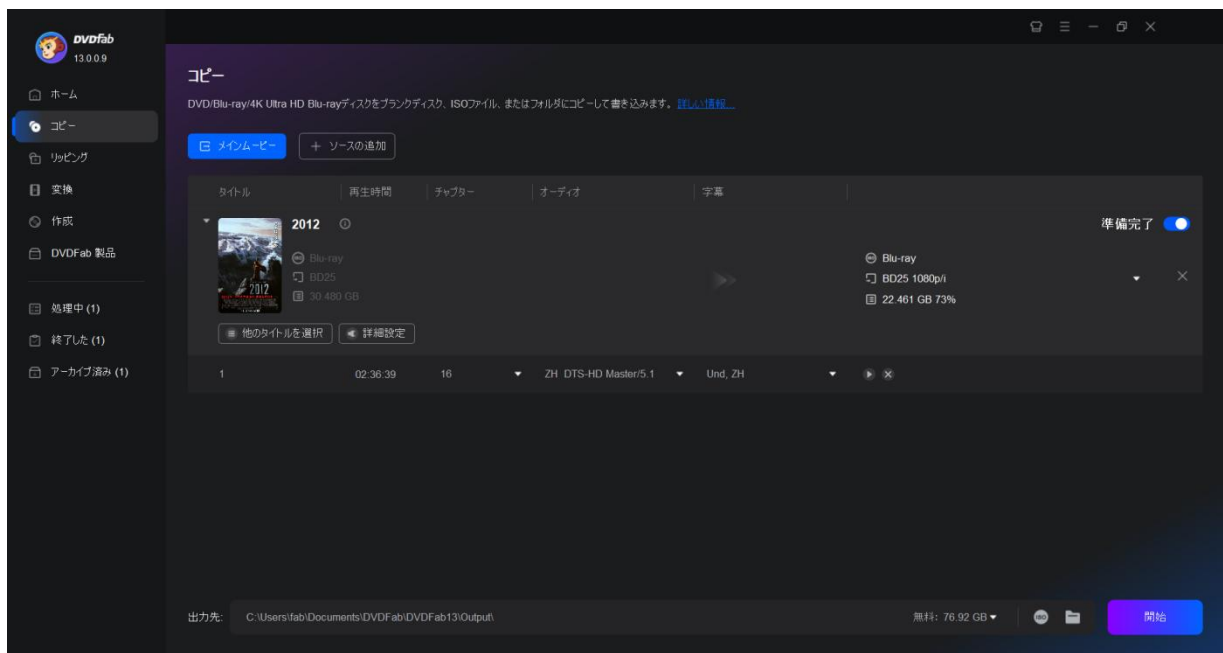 DVDfab
13.0.0.9
ホーム
コピー
リッピング
変換
作成
DVDFab 製品
処理中 (1)
終了した (1)
アーカイブ済み (1)
コピー
DVD/Blu-ray/4K Ultra HD Blu-rayディスクをブランクディスク、ISOファイル、またはフォルダにコピーして書き込みます。詳しい情報...
メインムービー + ソースの追加
タイトル 再生時間 チャプター オーディオ 字幕
2012 準備完了
Blu-ray Blu-ray
BD25 BD25 1080p/i
30.480 GB 22.461 GB 73%
2012
他のタイトルを選択 詳細設定
1 02:36:39 16 ZH DTS-HD Master/5.1 Und, ZH
出力先: C:\Users\fab\Documents\DVDFab\DVDFab13\Output\ 無料: 76.92 GB ISO 開始